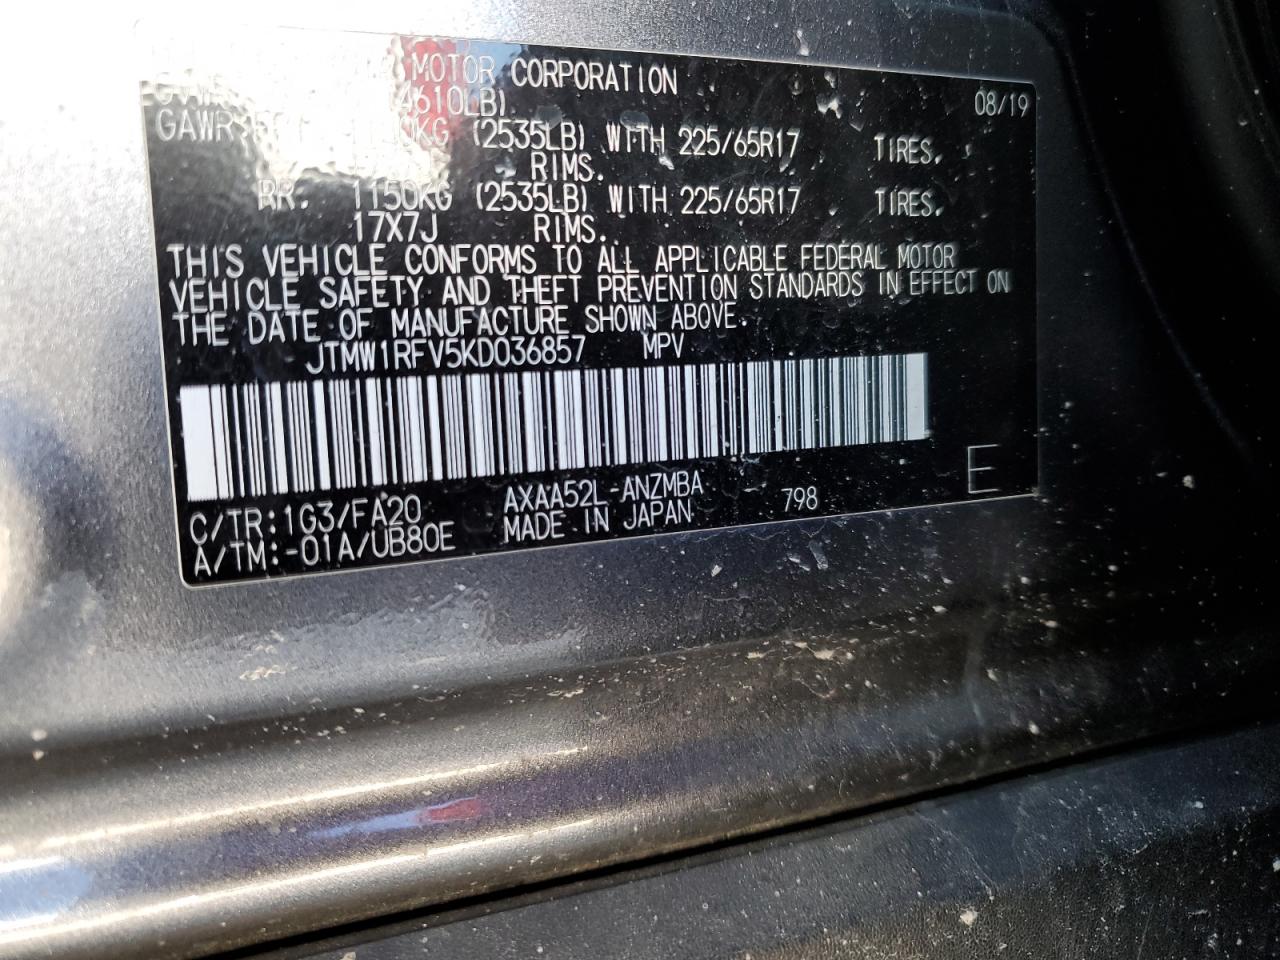 MOTOR CORPORATION 08/19
(4610LB)
GAWR (2535LB) WITH 225/65R17 TIRES.
RIMS.
RR. 1150KG (2535LB) WITH 225/65R17 TIRES.
17X7J RIMS.
THIS VEHICLE CONFORMS TO ALL APPLICABLE FEDERAL MOTOR
VEHICLE SAFETY AND THEFT PREVENTION STANDARDS IN EFFECT ON
THE DATE OF MANUFACTURE SHOWN ABOVE.
JTMW1RFV5KD036857 MPV
E
C/TR:1G3/FA20 AXAA52L-ANZMBA 798
A/TM:-01A/UB80E MADE IN JAPAN